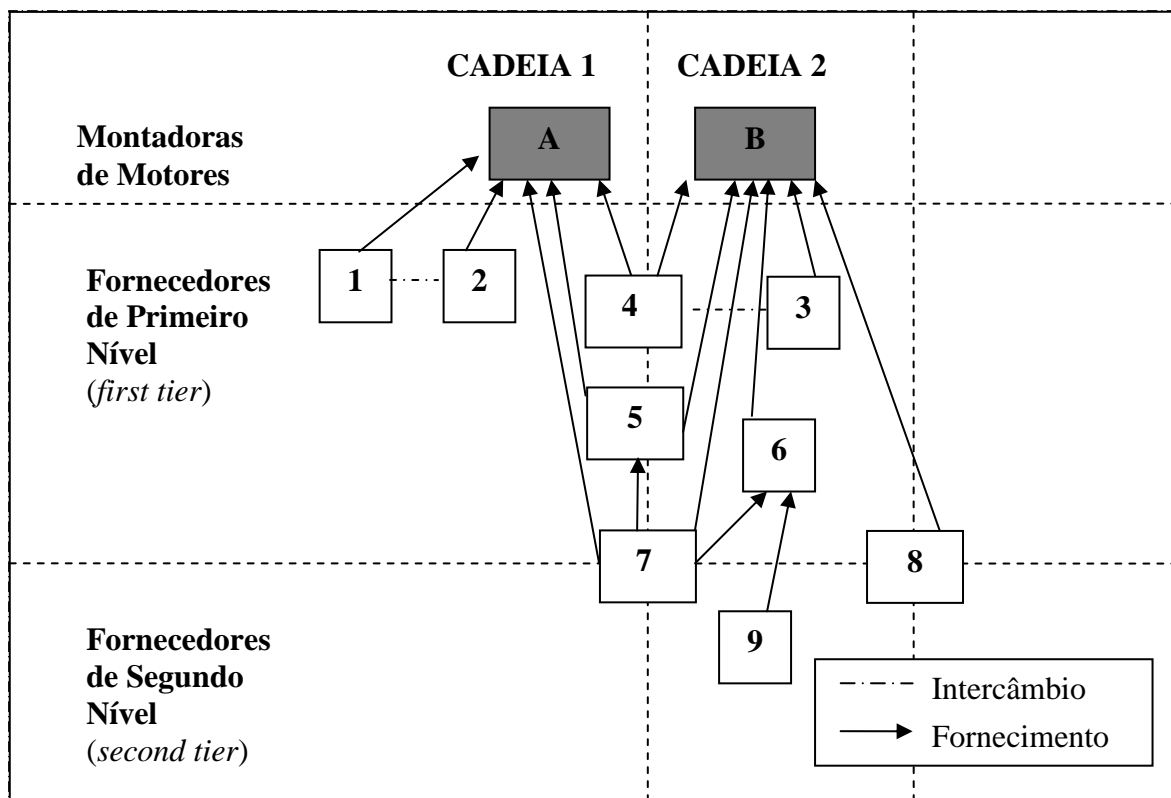 CADEIA 1
CADEIA 2
Montadoras
de Motores
A
B
Fornecedores
de Primeiro
Nível
(first tier)
1
2
4
3
5
6
7
8
Fornecedores
de Segundo
Nível
(second tier)
9
Intercâmbio
Fornecimento